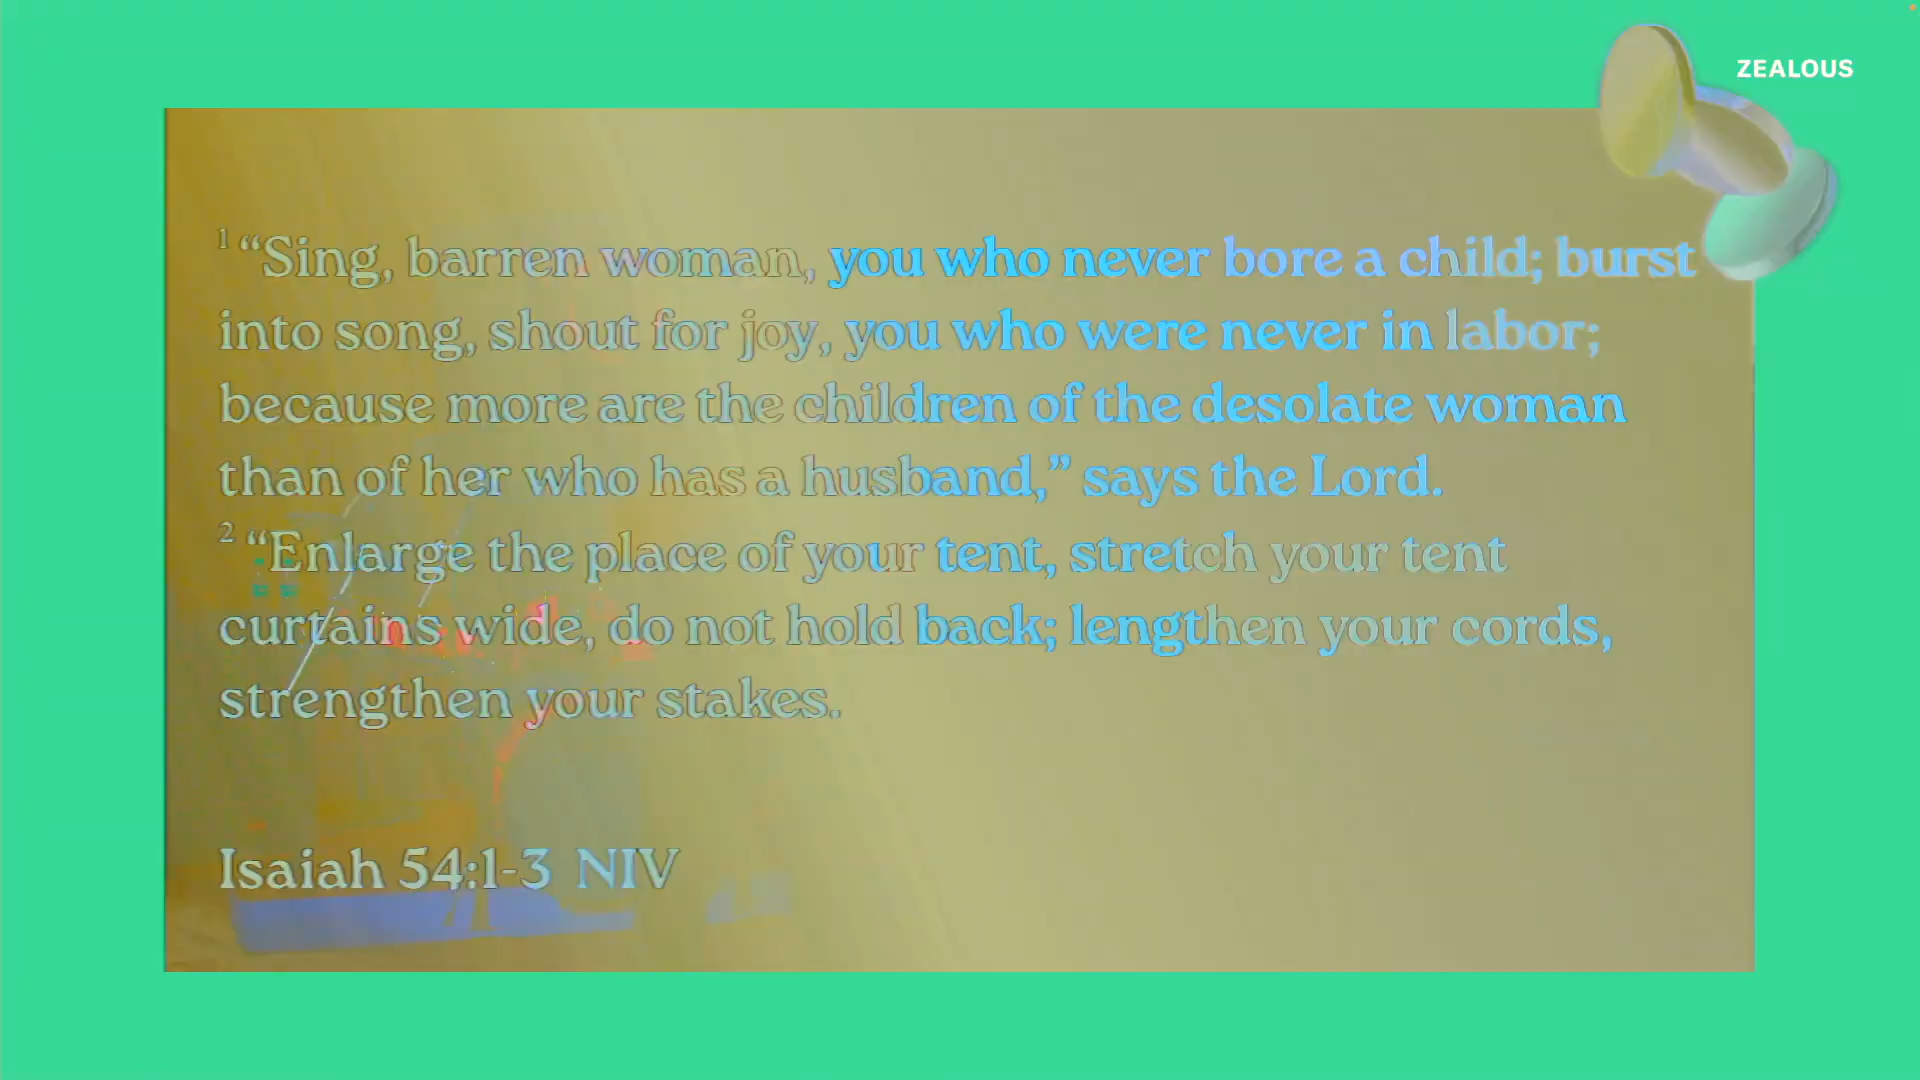 ZEALOUS
1 “Sing, barren woman, you who never bore a child; burst
into song, shout for joy, you who were never in labor;
because more are the children of the desolate woman
than of her who has a husband,” says the Lord.
2 “Enlarge the place of your tent, stretch your tent
curtains wide, do not hold back; lengthen your cords,
strengthen your stakes.
Isaiah 54:1-3 NIV